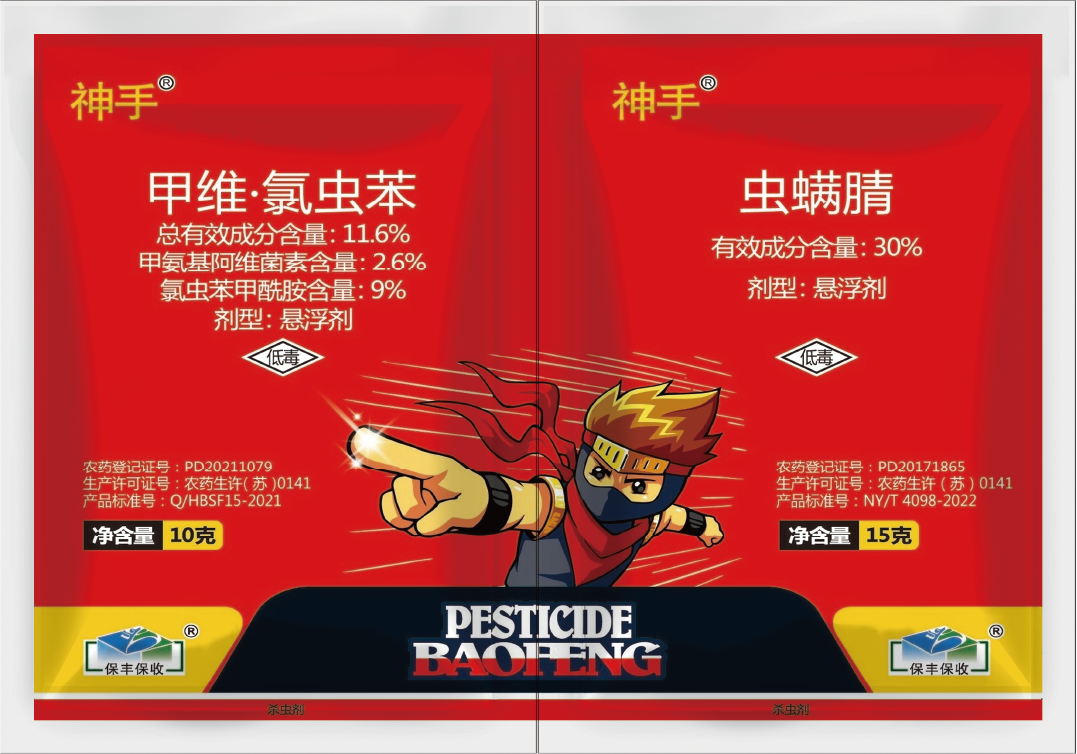 神手®
甲维·氯虫苯
总有效成分含量: 11.6%
甲氨基阿维菌素含量: 2.6%
氯虫苯甲酰胺含量: 9%
剂型: 悬浮剂
低毒
农药登记证号：PD20211079
生产许可证号：农药生许( 苏 )0141
产品标准号：Q/HBSF15-2021
净含量 10克
神手®
虫螨腈
有效成分含量: 30%
剂型: 悬浮剂
低毒
农药登记证号：PD20171865
生产许可证号：农药生许( 苏 ) 0141
产品标准号：NY/T 4098-2022
净含量 15克
PESTICIDE
BAOFENG
保丰保收®
保丰保收®
杀虫剂
杀虫剂